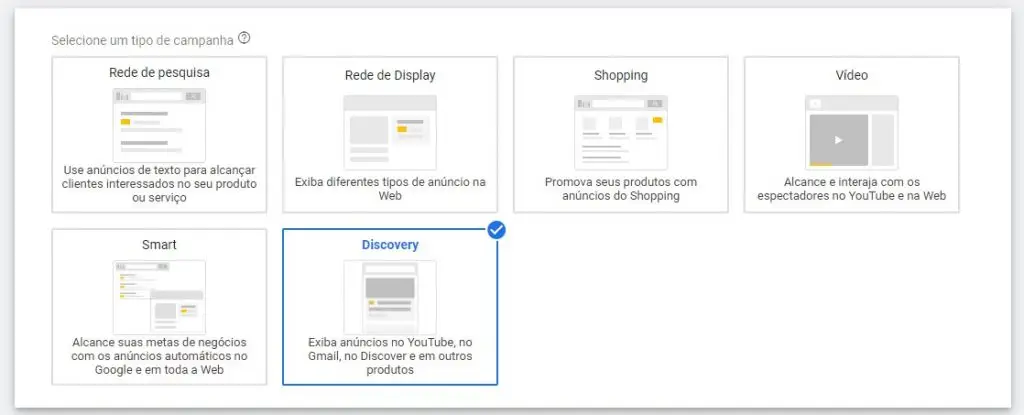 Selecione um tipo de campanha
Rede de pesquisa
Use anúncios de texto para alcançar
clientes interessados no seu produto
ou serviço
Rede de Display
Exiba diferentes tipos de anúncio na
Web
Shopping
Promova seus produtos com
anúncios do Shopping
Vídeo
Alcance e interaja com os
espectadores no YouTube e na Web
Smart
Alcance suas metas de negócios
com os anúncios automáticos no
Google e em toda a Web
Discovery
Exiba anúncios no YouTube, no
Gmail, no Discover e em outros
produtos